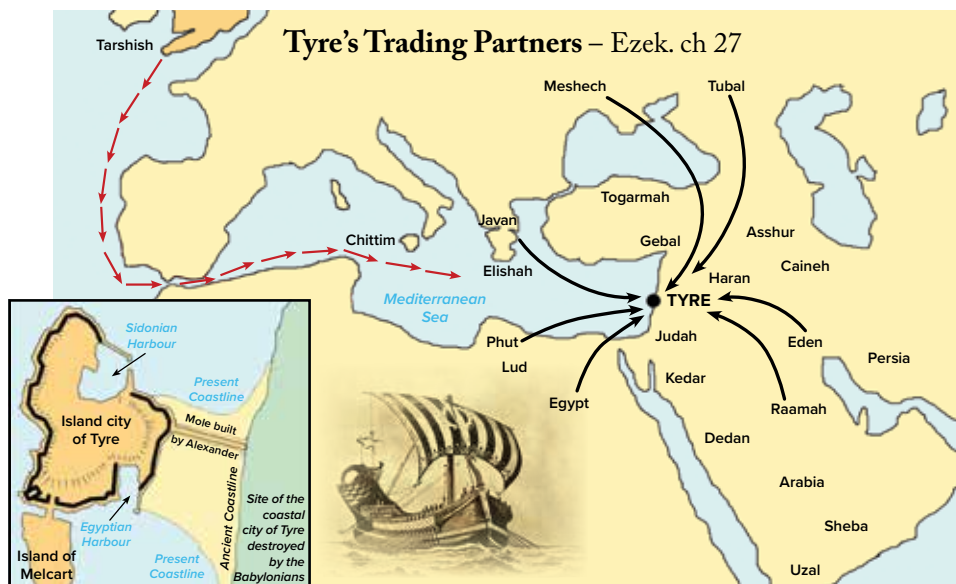 Tyre's Trading Partners – Ezek. ch 27
Tarshish
Meshech
Tubal
Togarmah
Javan
Chittim
Gebal
Asshur
Elishah
Haran
Caineh
Mediterranean
Sea
TYRE
Judah
Phut
Lud
Eden
Persia
Kedar
Egypt
Raamah
Dedan
Arabia
Sheba
Uzal
Sidonian
Harbour
Present
Coastline
Island city
of Tyre
Mole built
by Alexander
Ancient Coastline
Site of the
coastal
city of Tyre
destroyed
by the
Babylonians
Egyptian
Harbour
Present
Coastline
Island of
Melcart